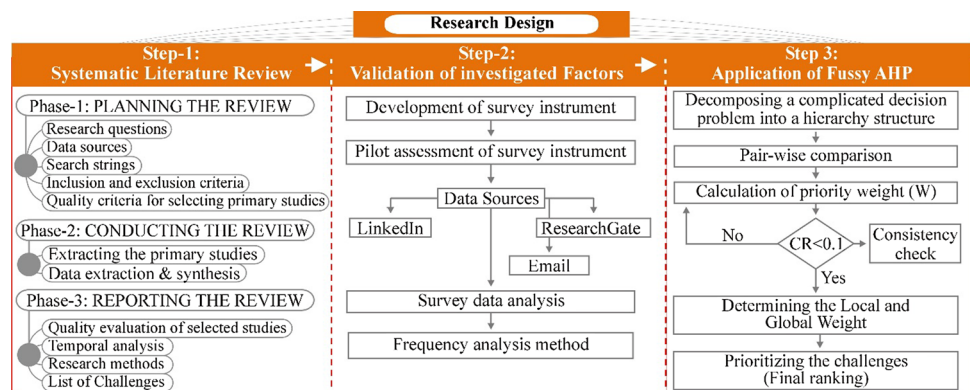 Research Design
Step-1:
Systematic Literature Review
Phase-1: PLANNING THE REVIEW
Research questions
Data sources
Search strings
Inclusion and exclusion criteria
Quality criteria for selecting primary studies
Phase-2: CONDUCTING THE REVIEW
Extracting the primary studies
Data extraction & synthesis
Phase-3: REPORTING THE REVIEW
Quality evaluation of selected studies
Temporal analysis
Research methods
List of Challenges
Step-2:
Validation of investigated Factors
Development of survey instrument
Pilot assessment of survey instrument
Data Sources
LinkedIn
ResearchGate
Email
Survey data analysis
Frequency analysis method
Step 3:
Application of Fussy AHP
Decomposing a complicated decision
problem into a hierarchy structure
Pair-wise comparison
Calculation of priority weight (W)
No
CR<0.1
Consistency
check
Yes
Determining the Local and
Global Weight
Prioritizing the challenges
(Final ranking)